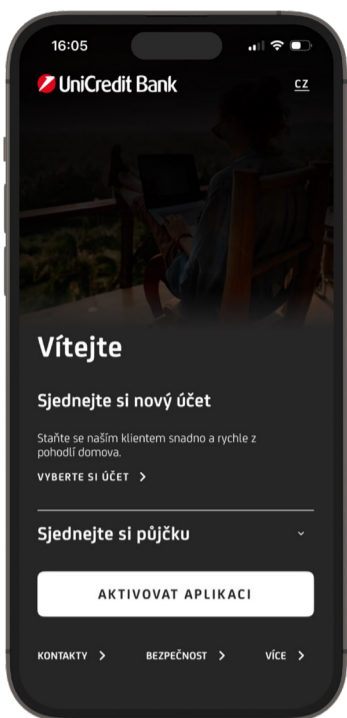 16:05
UniCredit Bank
CZ
Vítejte
Sjednejte si nový účet
Staňte se naším klientem snadno a rychle z
pohodlí domova.
VYBERTE SI ÚČET
Sjednejte si půjčku
AKTIVOVAT APLIKACI
KONTAKTY BEZPEČNOST VÍCE